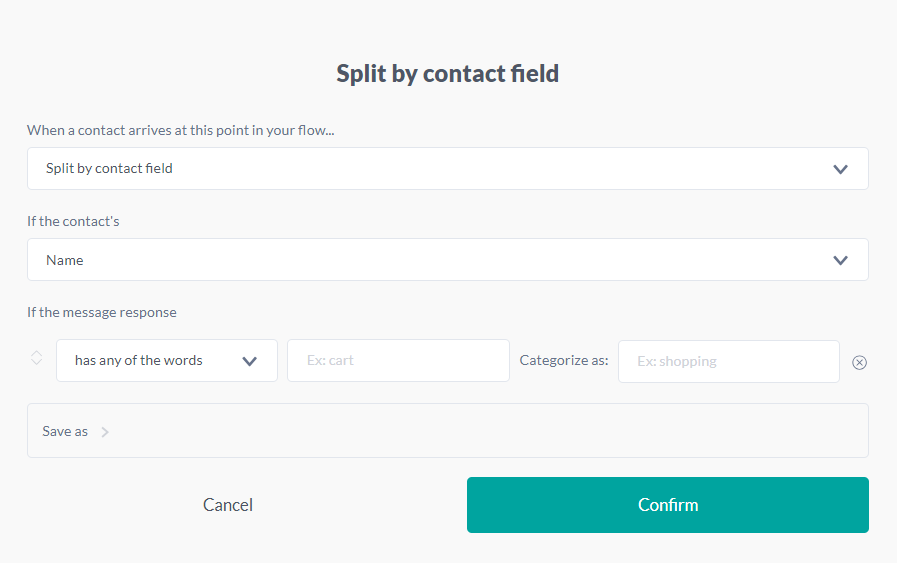 Split by contact field
When a contact arrives at this point in your flow...
Split by contact field
If the contact's
Name
If the message response
has any of the words Ex: cart Categorize as: Ex: shopping
Save as
Cancel Confirm